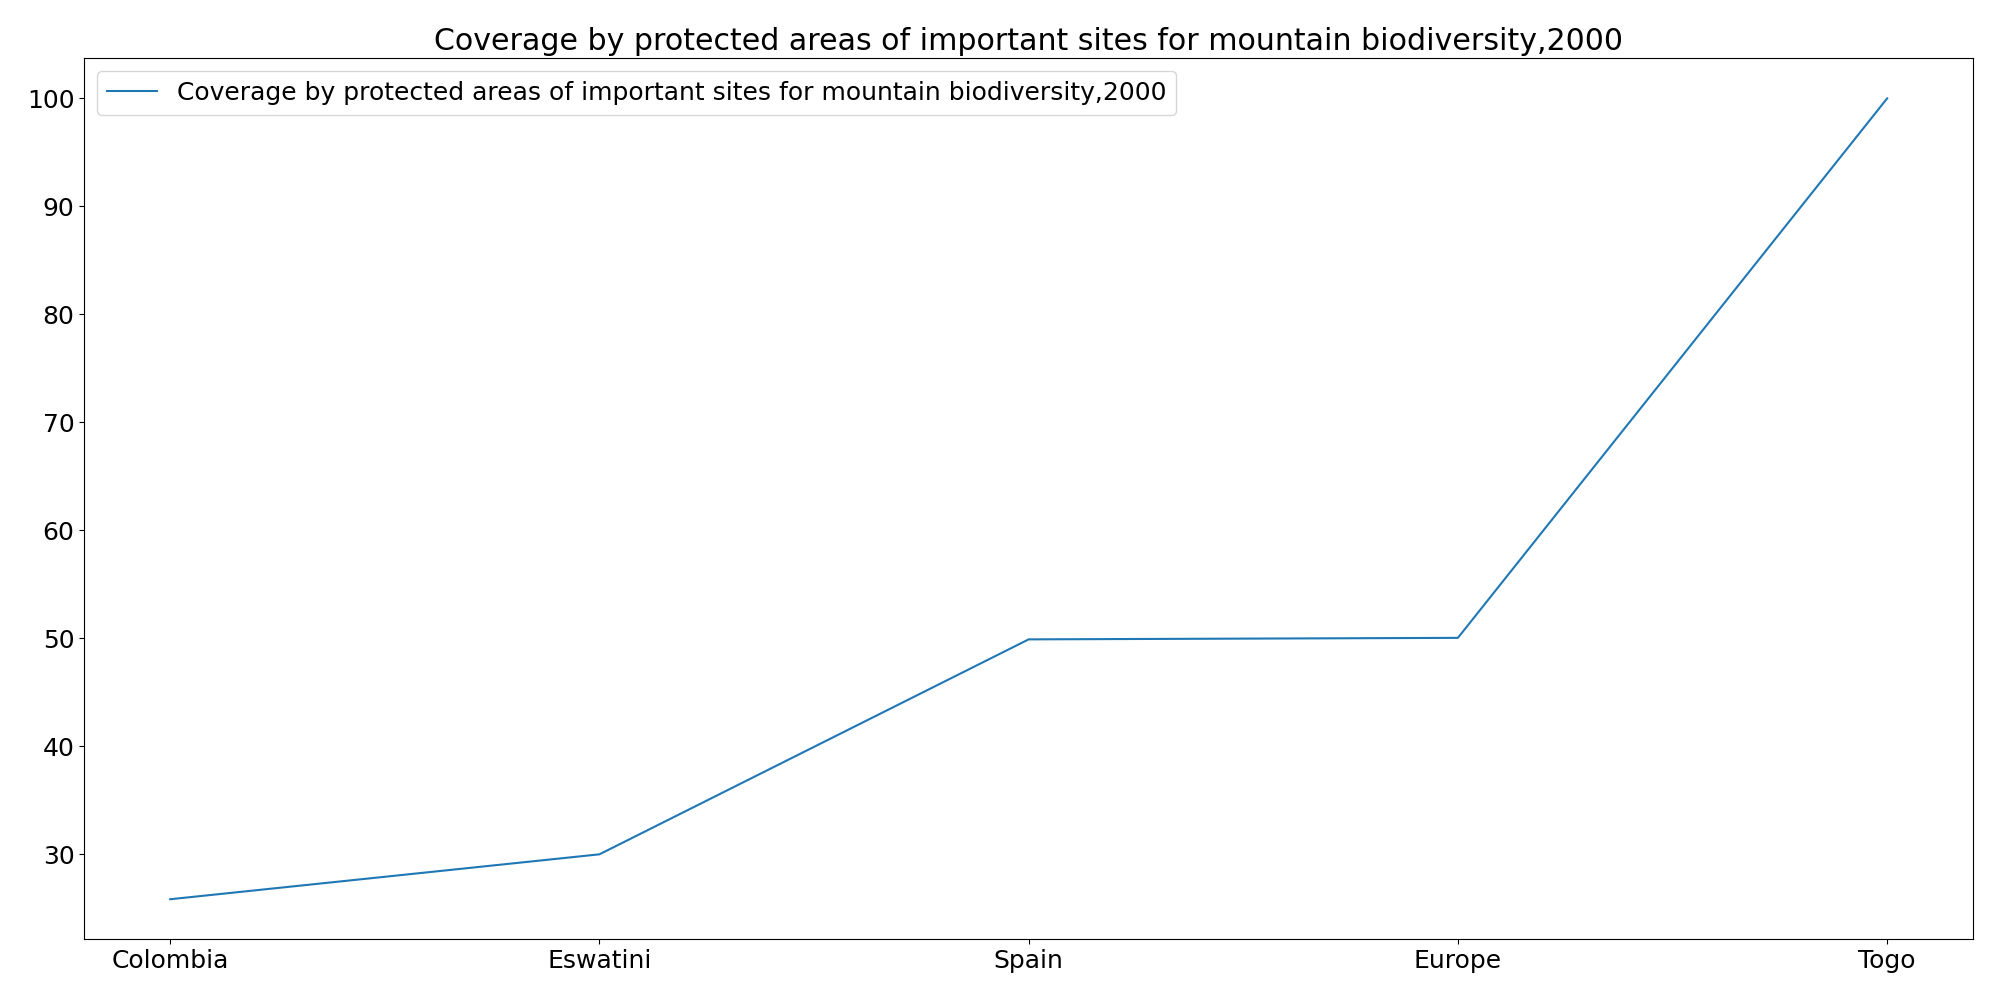 Coverage by protected areas of important sites for mountain biodiversity,2000
Coverage by protected areas of important sites for mountain biodiversity,2000
100
90
80
70
60
50
40
30
Colombia Eswatini Spain Europe Togo